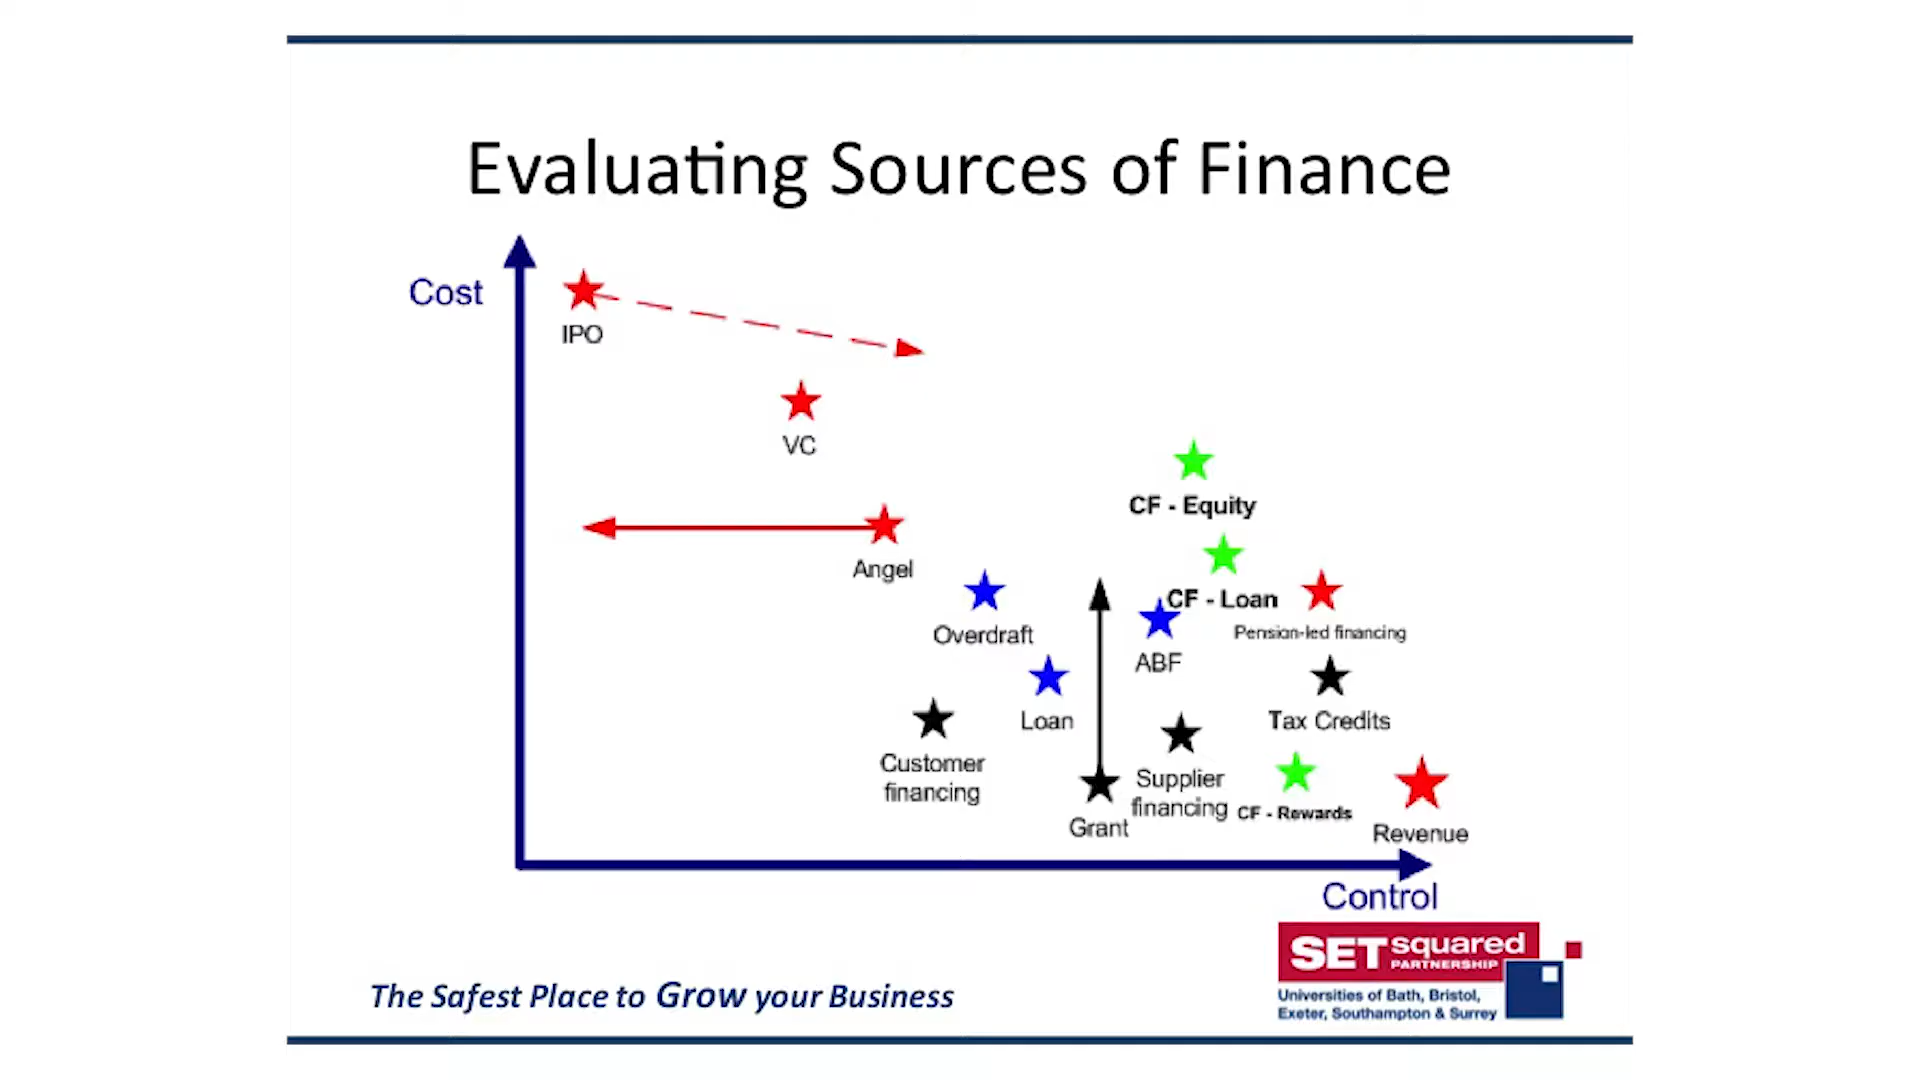 Evaluating Sources of Finance
Cost
IPO
VC
CF - Equity
Angel
CF - Loan
Overdraft
Pension-led financing
ABF
Loan
Tax Credits
Customer
financing
Supplier
financing
CF - Rewards
Grant
Revenue
Control
SETsquared
PARTNERSHIP
Universities of Bath, Bristol,
Exeter, Southampton & Surrey
The Safest Place to Grow your Business